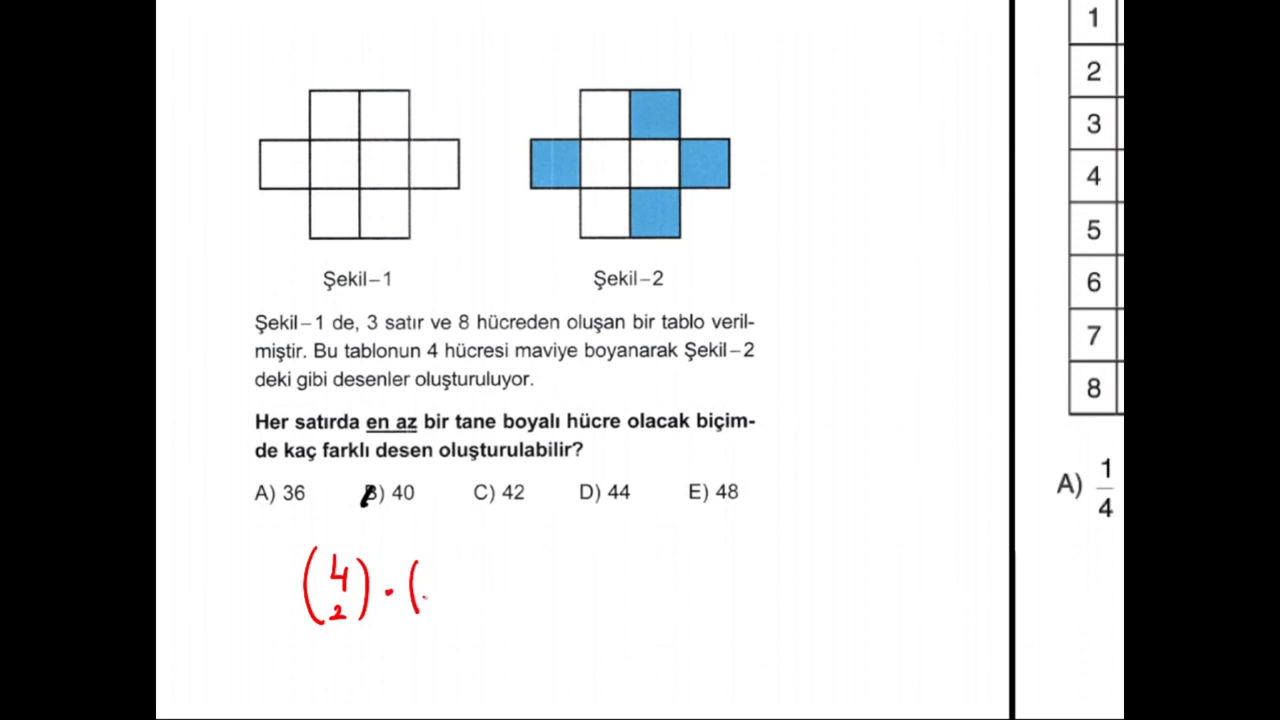 Şekil–1
Şekil–2
Şekil–1 de, 3 satır ve 8 hücreden oluşan bir tablo veril-
miştir. Bu tablonun 4 hücresi maviye boyanarak Şekil–2
deki gibi desenler oluşturuluyor.
Her satırda en az bir tane boyalı hücre olacak biçim-
de kaç farklı desen oluşturulabilir?
A) 36 B) 40 C) 42 D) 44 E) 48
(4 2) · (
1
2
3
4
5
6
7
8
A) 1/4